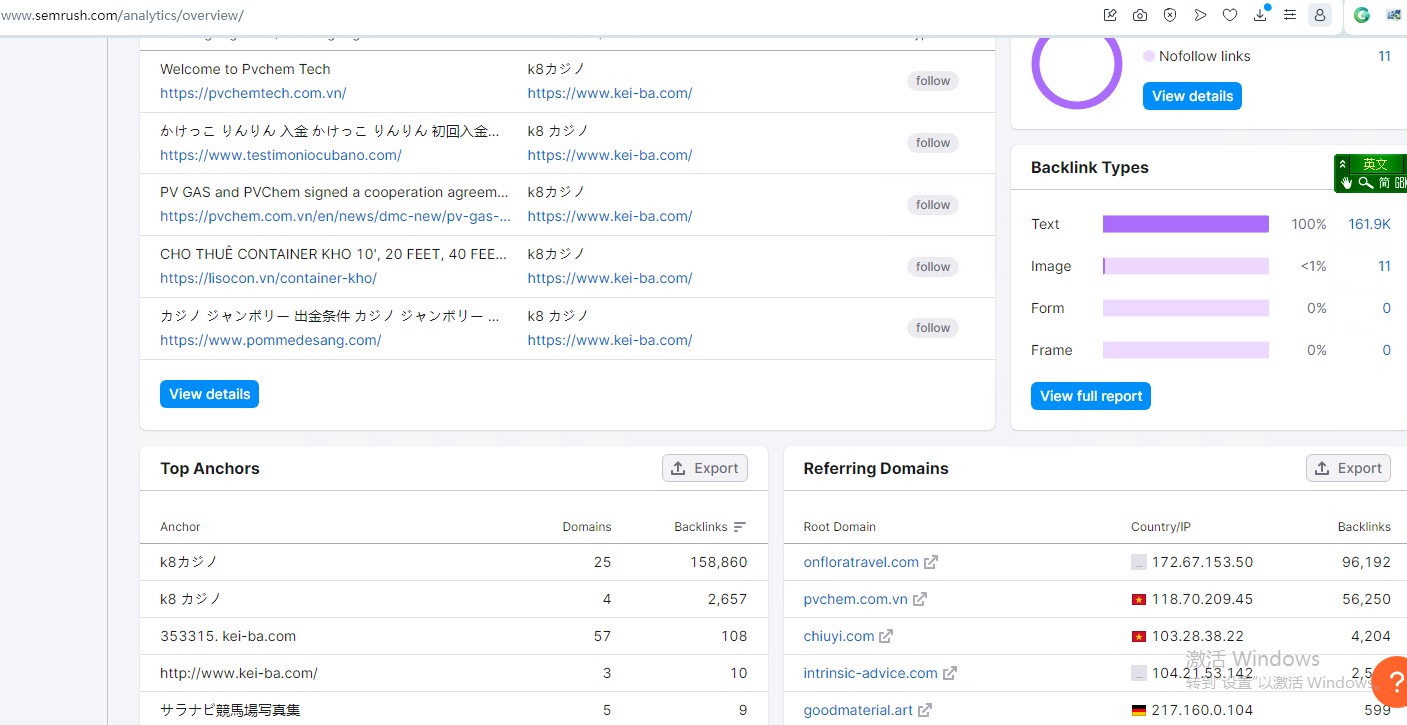 www.semrush.com/analytics/overview/
Welcome to Pvchem Tech
k8カジノ
https://pvchemtech.com.vn/
https://www.kei-ba.com/
follow
かけっこ りんりん 入金 かけっこ りんりん 初回入金...
k8 カジノ
https://www.testimoniocubano.com/
https://www.kei-ba.com/
follow
PV GAS and PVChem signed a cooperation agreem...
k8カジノ
https://pvchem.com.vn/en/news/dmc-new/pv-gas-...
https://www.kei-ba.com/
follow
CHO THUÊ CONTAINER KHO 10', 20 FEET, 40 FEE...
k8カジノ
https://lisocon.vn/container-kho/
https://www.kei-ba.com/
follow
カジノ ジャンボリー 出金条件 カジノ ジャンボリー ...
k8 カジノ
https://www.pommedesang.com/
https://www.kei-ba.com/
follow
View details
Nofollow links 11
View details
Backlink Types
英文
简
Text 100% 161.9K
Image <1% 11
Form 0% 0
Frame 0% 0
View full report
Top Anchors
Export
Anchor Domains Backlinks
k8カジノ 25 158,860
k8 カジノ 4 2,657
353315. kei-ba.com 57 108
http://www.kei-ba.com/ 3 10
サラナビ競馬場写真集 5 9
Referring Domains
Export
Root Domain Country/IP Backlinks
onfloratravel.com 172.67.153.50 96,192
pvchem.com.vn 118.70.209.45 56,250
chiuyi.com 103.28.38.22 4,204
intrinsic-advice.com 104.21.53.142
goodmaterial.art 217.160.0.104 599
激活 Windows
转到"设置"以激活 Windows。
?